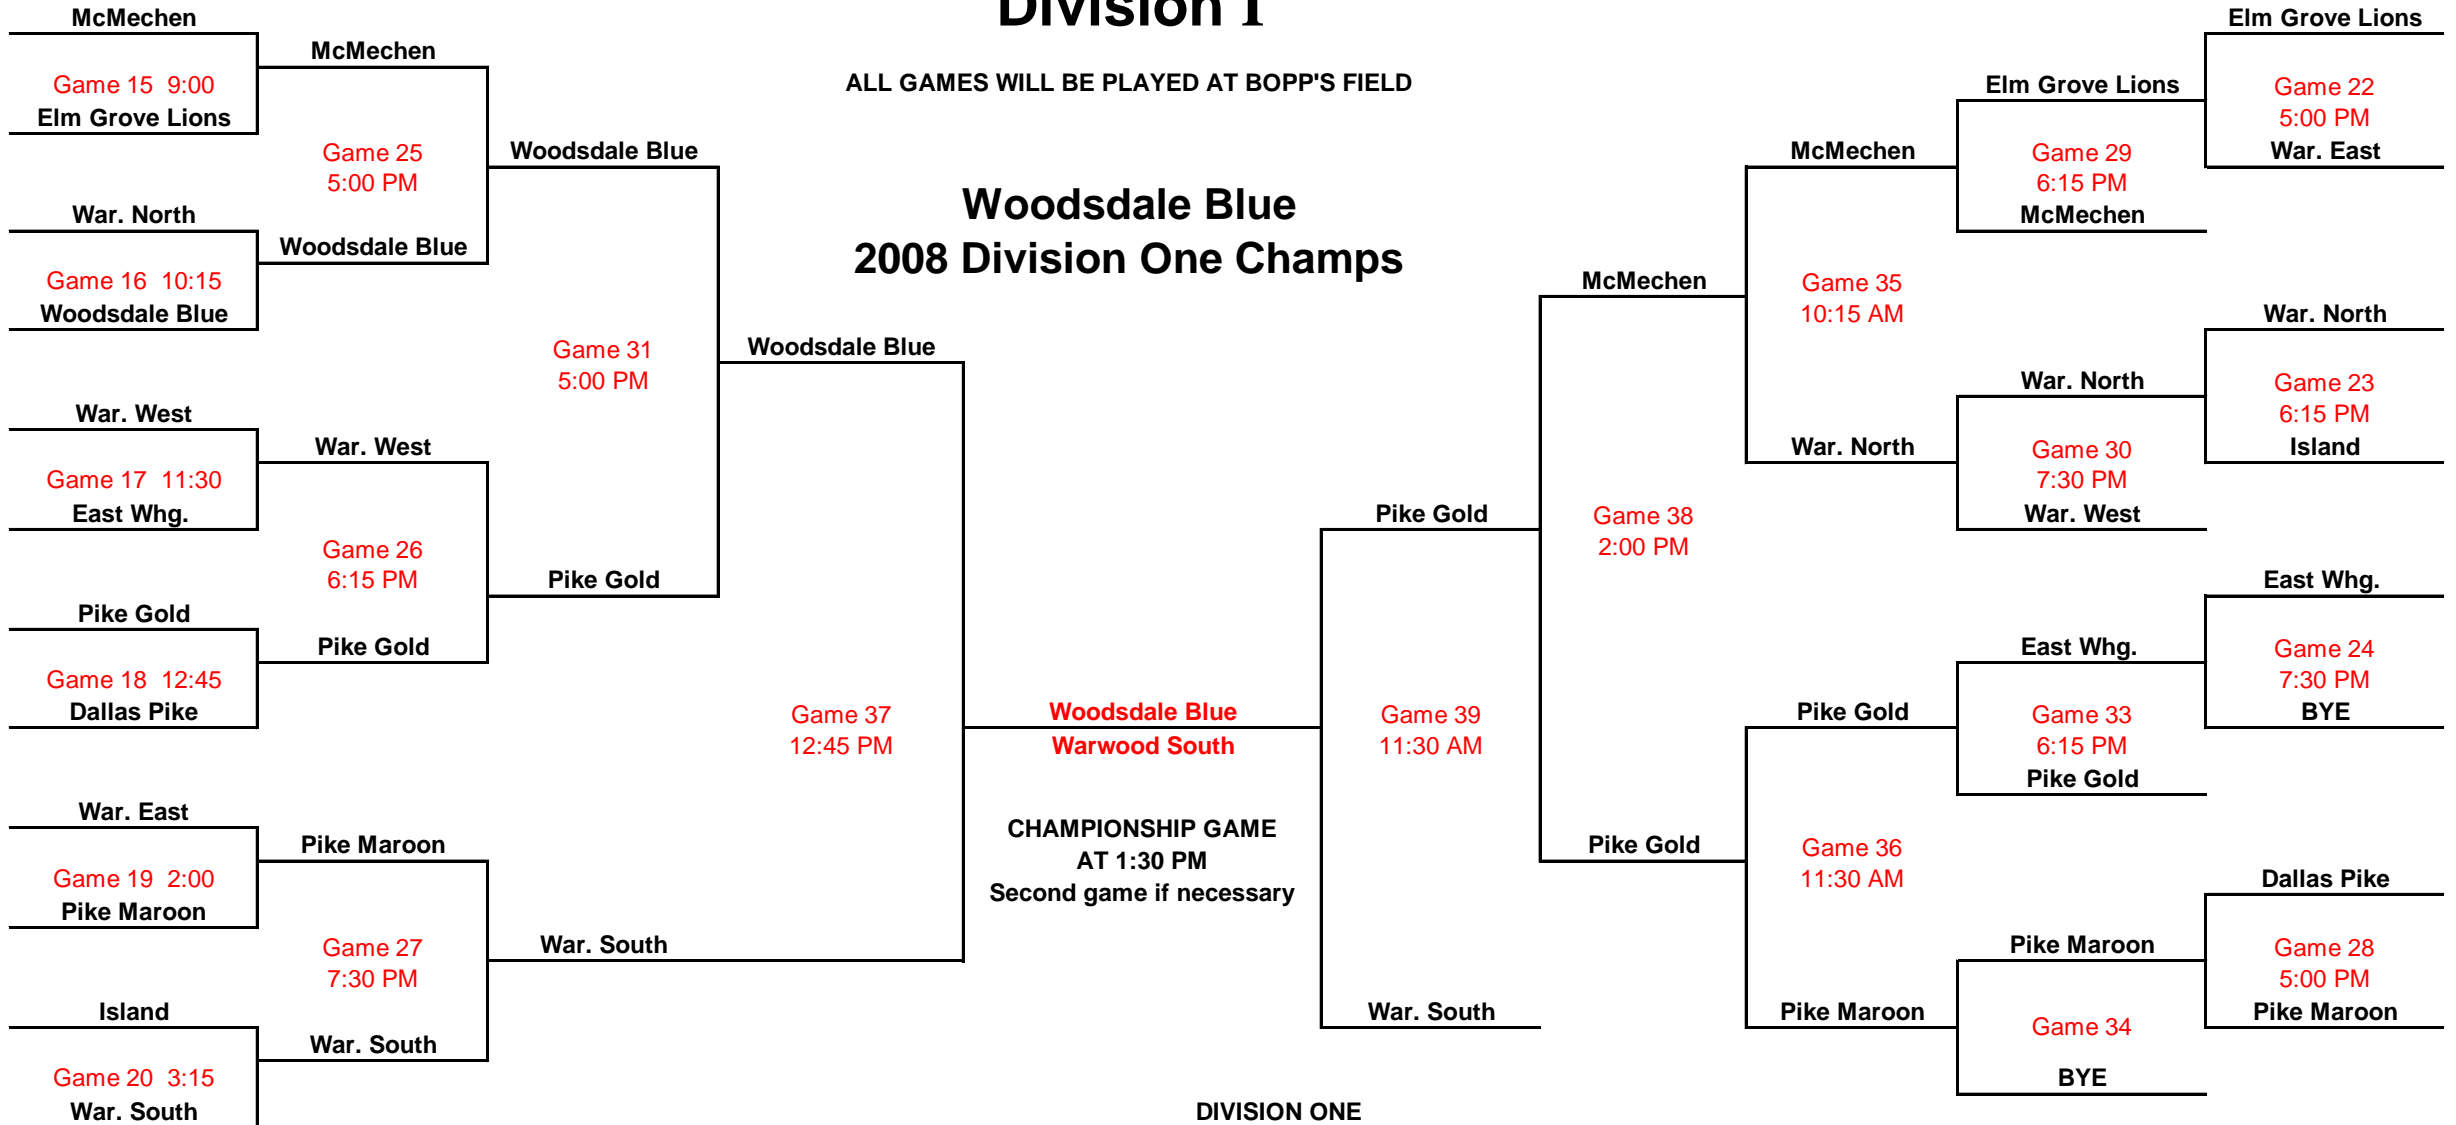 Division I
ALL GAMES WILL BE PLAYED AT BOPP'S FIELD
Woodsdale Blue
2008 Division One Champs
McMechen
Game 15 9:00
Elm Grove Lions
War. North
Game 16 10:15
Woodsdale Blue
War. West
Game 17 11:30
East Whg.
Pike Gold
Game 18 12:45
Dallas Pike
War. East
Game 19 2:00
Pike Maroon
Island
Game 20 3:15
War. South
McMechen
Game 25
5:00 PM
Woodsdale Blue
War. West
Game 26
6:15 PM
Pike Gold
Pike Maroon
Game 27
7:30 PM
War. South
Woodsdale Blue
Game 31
5:00 PM
Pike Gold
War. South
Woodsdale Blue
Game 37
12:45 PM
Woodsdale Blue
Warwood South
CHAMPIONSHIP GAME
AT 1:30 PM
Second game if necessary
Pike Gold
Game 39
11:30 AM
War. South
McMechen
Game 38
2:00 PM
Pike Gold
McMechen
Game 35
10:15 AM
War. North
Pike Gold
Game 36
11:30 AM
Pike Maroon
Elm Grove Lions
Game 29
6:15 PM
McMechen
War. North
Game 30
7:30 PM
War. West
East Whg.
Game 33
6:15 PM
Pike Gold
Pike Maroon
Game 34
BYE
Elm Grove Lions
Game 22
5:00 PM
War. East
War. North
Game 23
6:15 PM
Island
East Whg.
Game 24
7:30 PM
BYE
Dallas Pike
Game 28
5:00 PM
Pike Maroon
DIVISION ONE